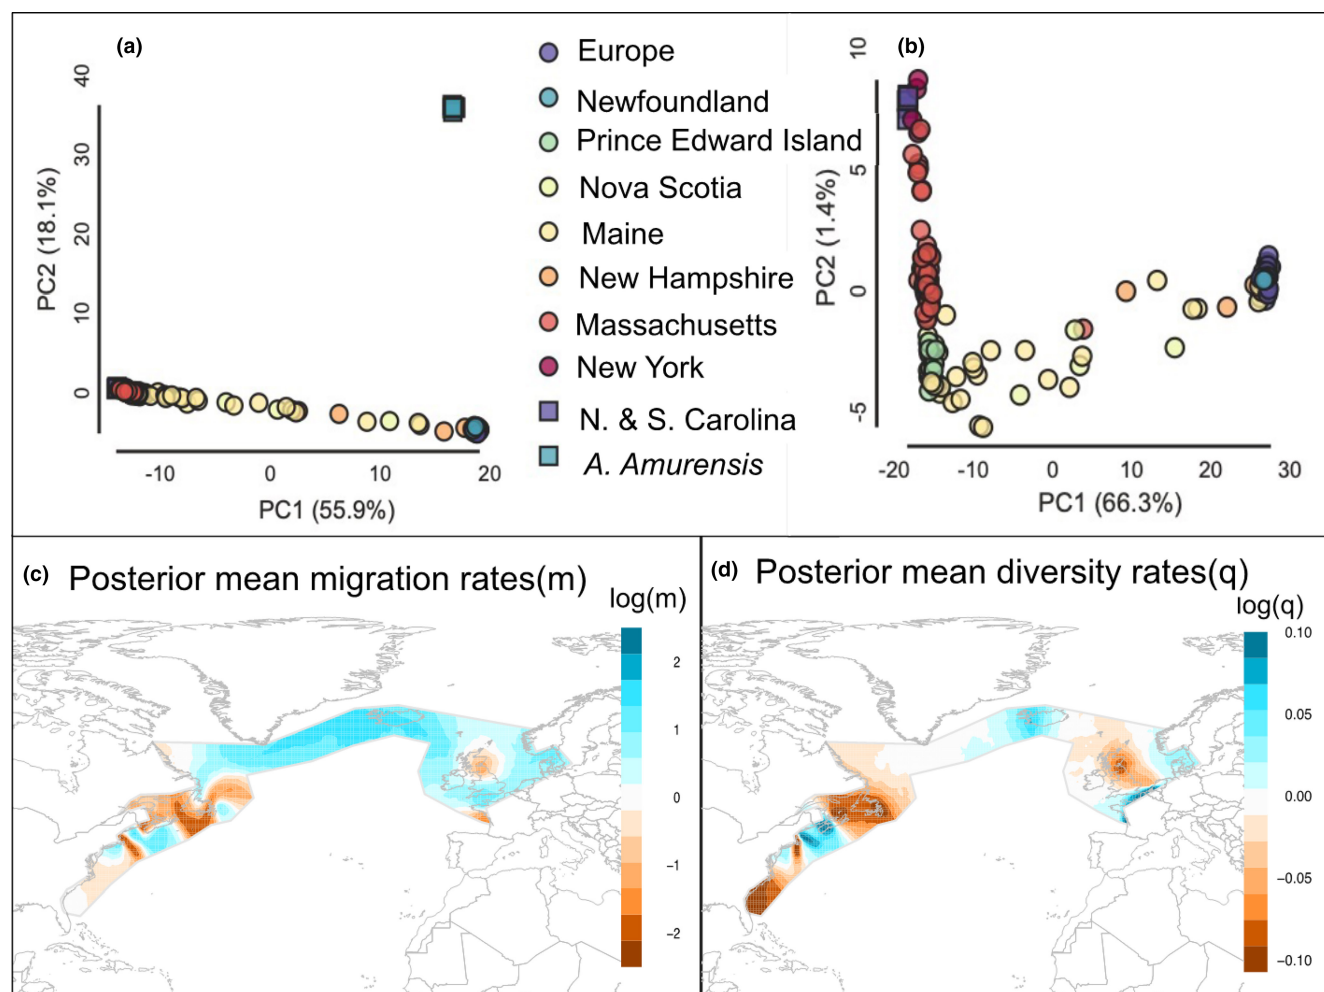 (a)
40
30
20
10
0
PC2 (18.1%)
-10
0
10
20
PC1 (55.9%)
Europe
Newfoundland
Prince Edward Island
Nova Scotia
Maine
New Hampshire
Massachusetts
New York
N. & S. Carolina
A. Amurensis
(b)
10
5
0
-5
PC2 (1.4%)
-20
-10
0
10
20
30
PC1 (66.3%)
(c) Posterior mean migration rates(m)
log(m)
2
1
0
−1
−2
(d) Posterior mean diversity rates(q)
log(q)
0.10
0.05
0.00
−0.05
−0.10